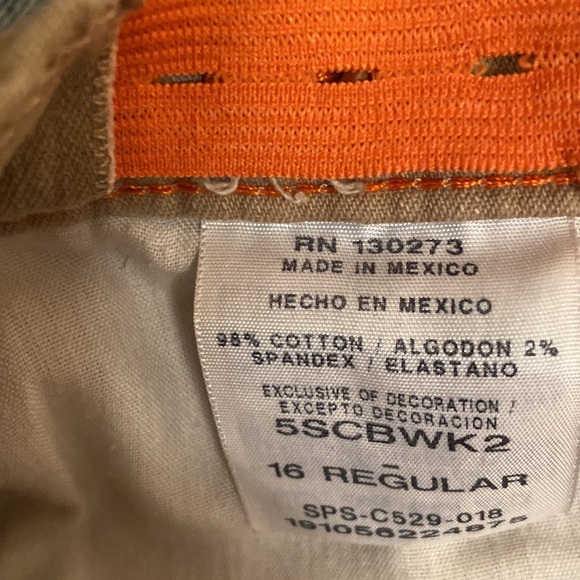 RN 130273
MADE IN MEXICO
HECHO EN MEXICO
98% COTTON / ALGODON 2%
SPANDEX / ELASTANO
EXCLUSIVE OF DECORATION /
EXCEPTO DECORACION
5SCBWK2
-
16 REGULAR
SPS-C529-018
191056224875